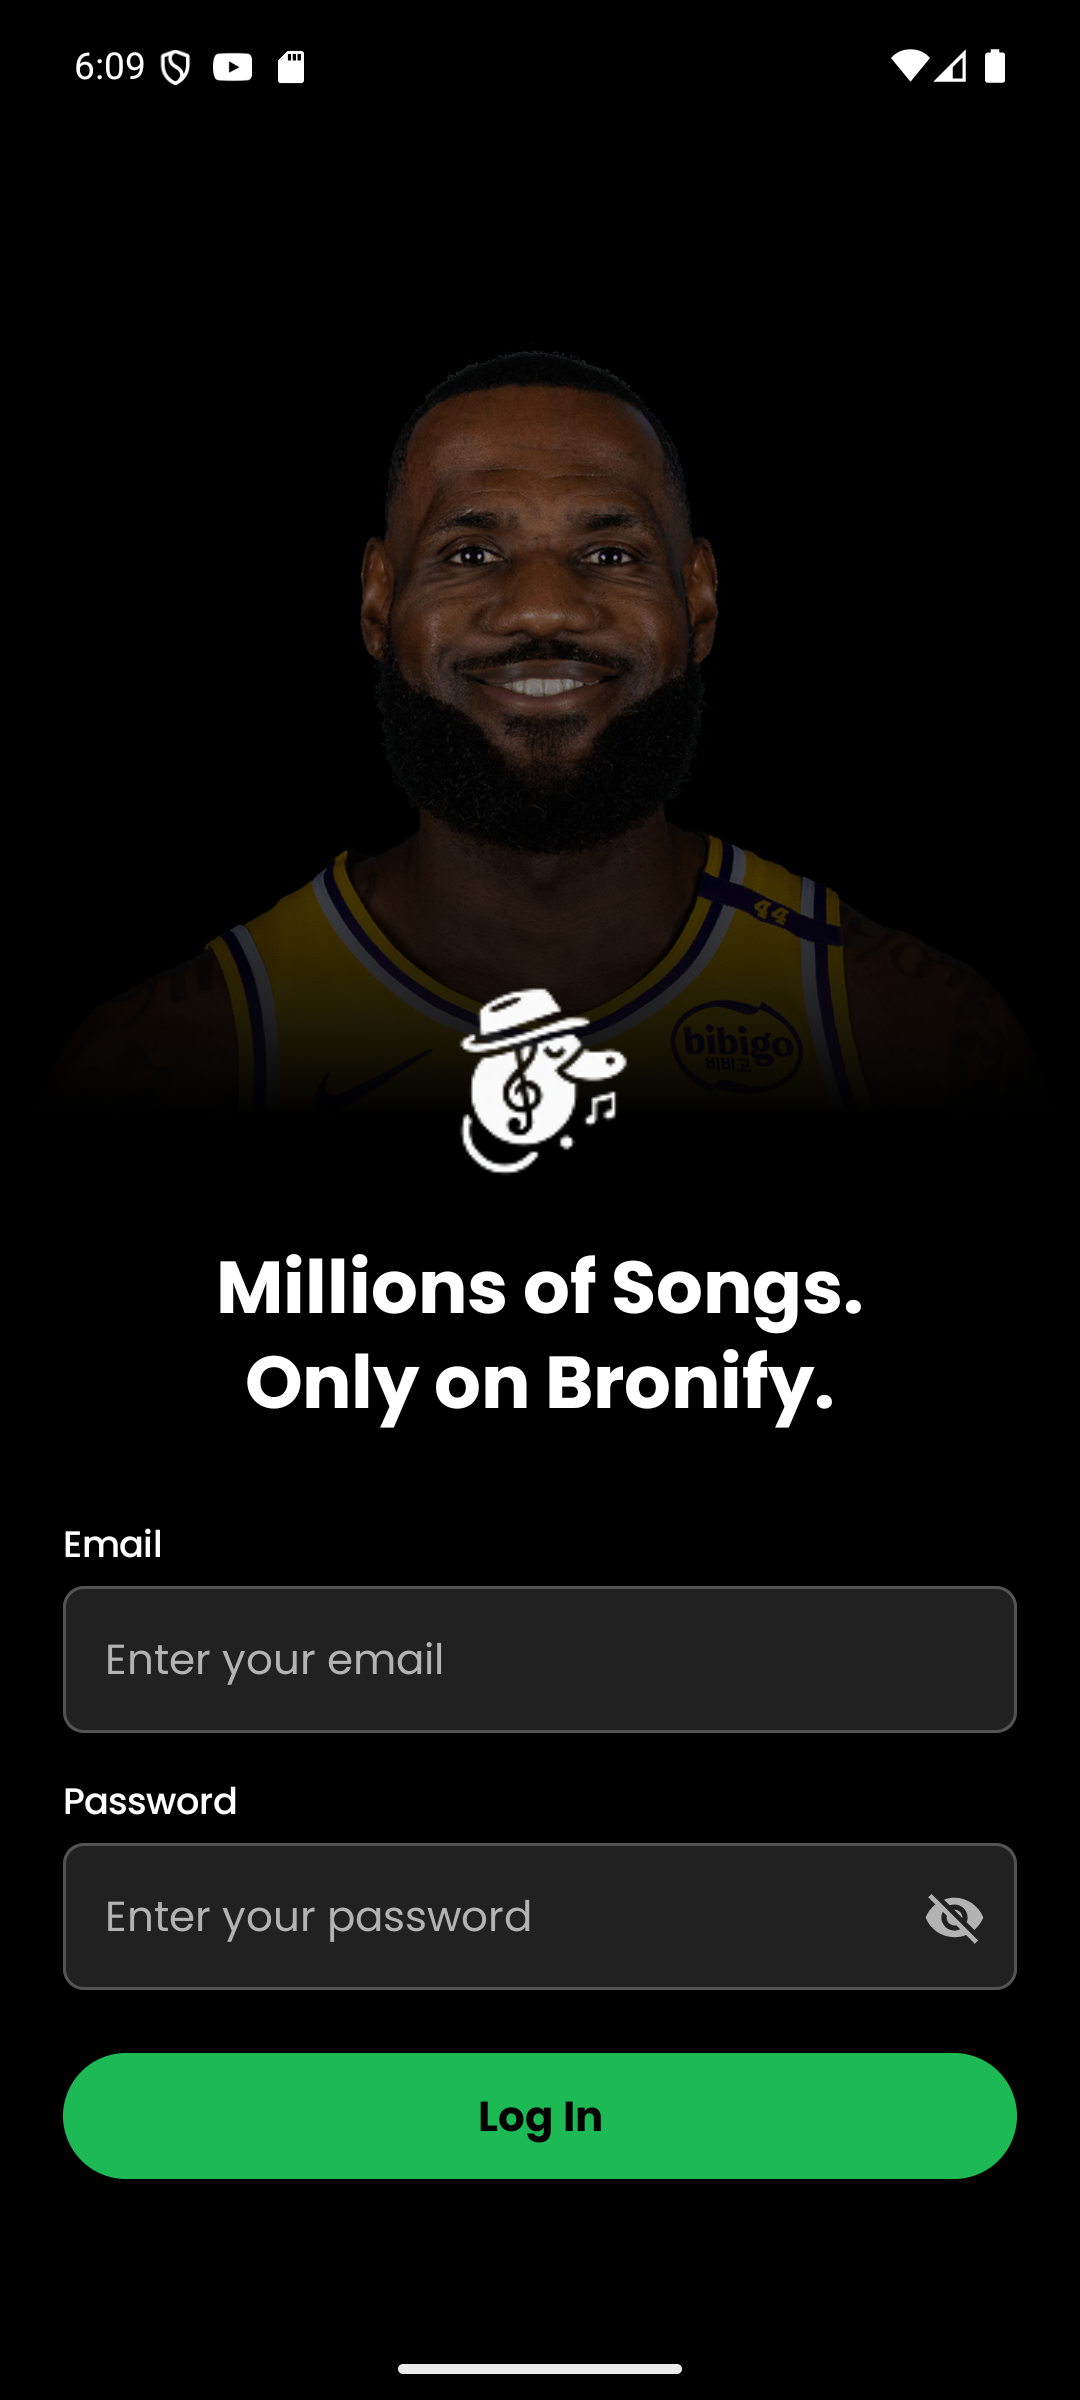 6:09
44
bibigo
비비고
Millions of Songs.
Only on Bronify.
Email
Enter your email
Password
Enter your password
Log In